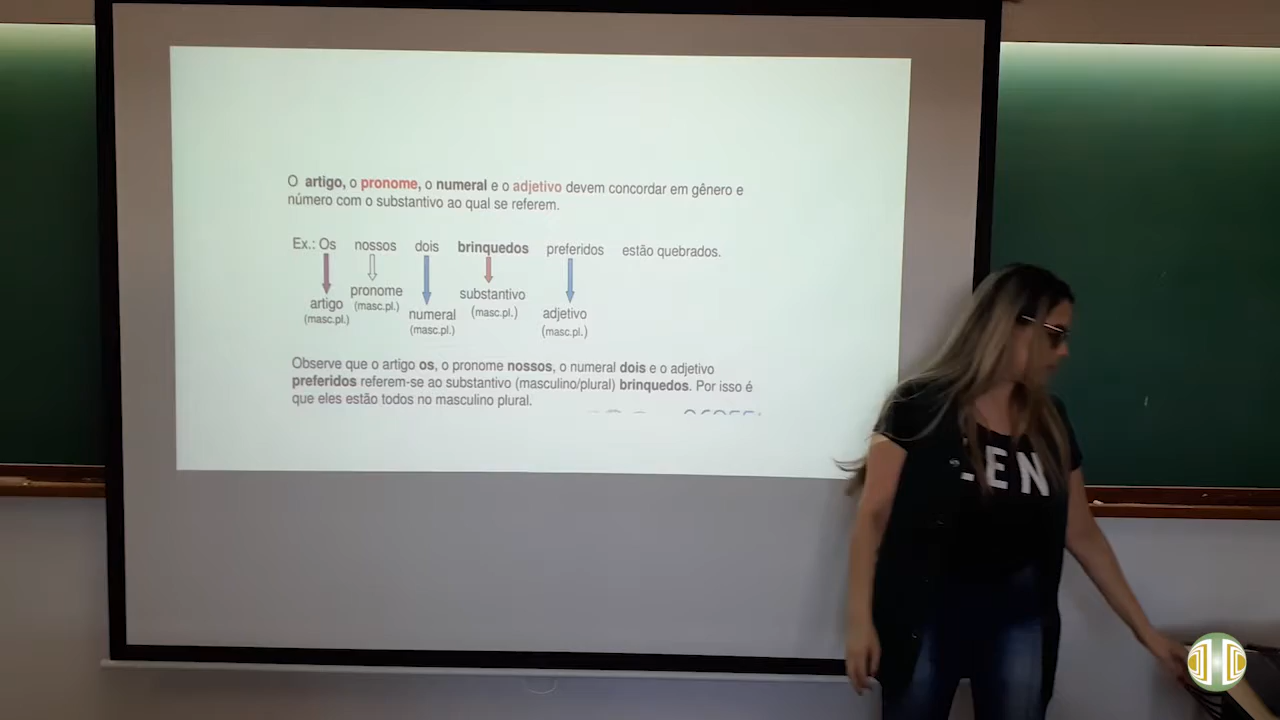 O artigo, o pronome, o numeral e o adjetivo devem concordar em gênero e
número com o substantivo ao qual se referem.
Ex.: Os nossos dois brinquedos preferidos estão quebrados.
artigo pronome numeral substantivo adjetivo
(masc.pl.) (masc.pl.) (masc.pl.) (masc.pl.) (masc.pl.)
Observe que o artigo os, o pronome nossos, o numeral dois e o adjetivo
preferidos referem-se ao substantivo (masculino/plural) brinquedos. Por isso é
que eles estão todos no masculino plural.
EN